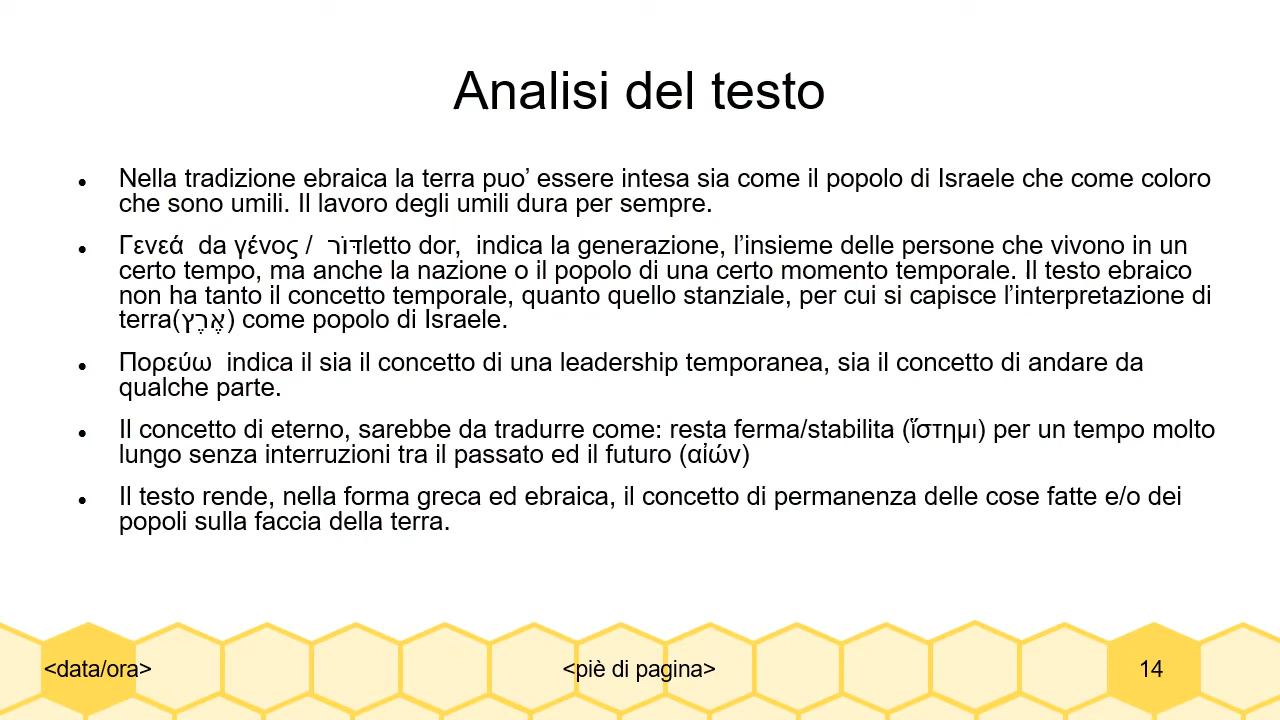 Analisi del testo
Nella tradizione ebraica la terra puo’ essere intesa sia come il popolo di Israele che come coloro
che sono umili. Il lavoro degli umili dura per sempre.
Γενεά da γένος / דּוֹרletto dor, indica la generazione, l’insieme delle persone che vivono in un
certo tempo, ma anche la nazione o il popolo di una certo momento temporale. Il testo ebraico
non ha tanto il concetto temporale, quanto quello stanziale, per cui si capisce l’interpretazione di
terra(אֶרֶץ) come popolo di Israele.
Πορεύω indica il sia il concetto di una leadership temporanea, sia il concetto di andare da
qualche parte.
Il concetto di eterno, sarebbe da tradurre come: resta ferma/stabilita (ἵστημι) per un tempo molto
lungo senza interruzioni tra il passato ed il futuro (αἰών)
Il testo rende, nella forma greca ed ebraica, il concetto di permanenza delle cose fatte e/o dei
popoli sulla faccia della terra.
<data/ora>
<piè di pagina>
14